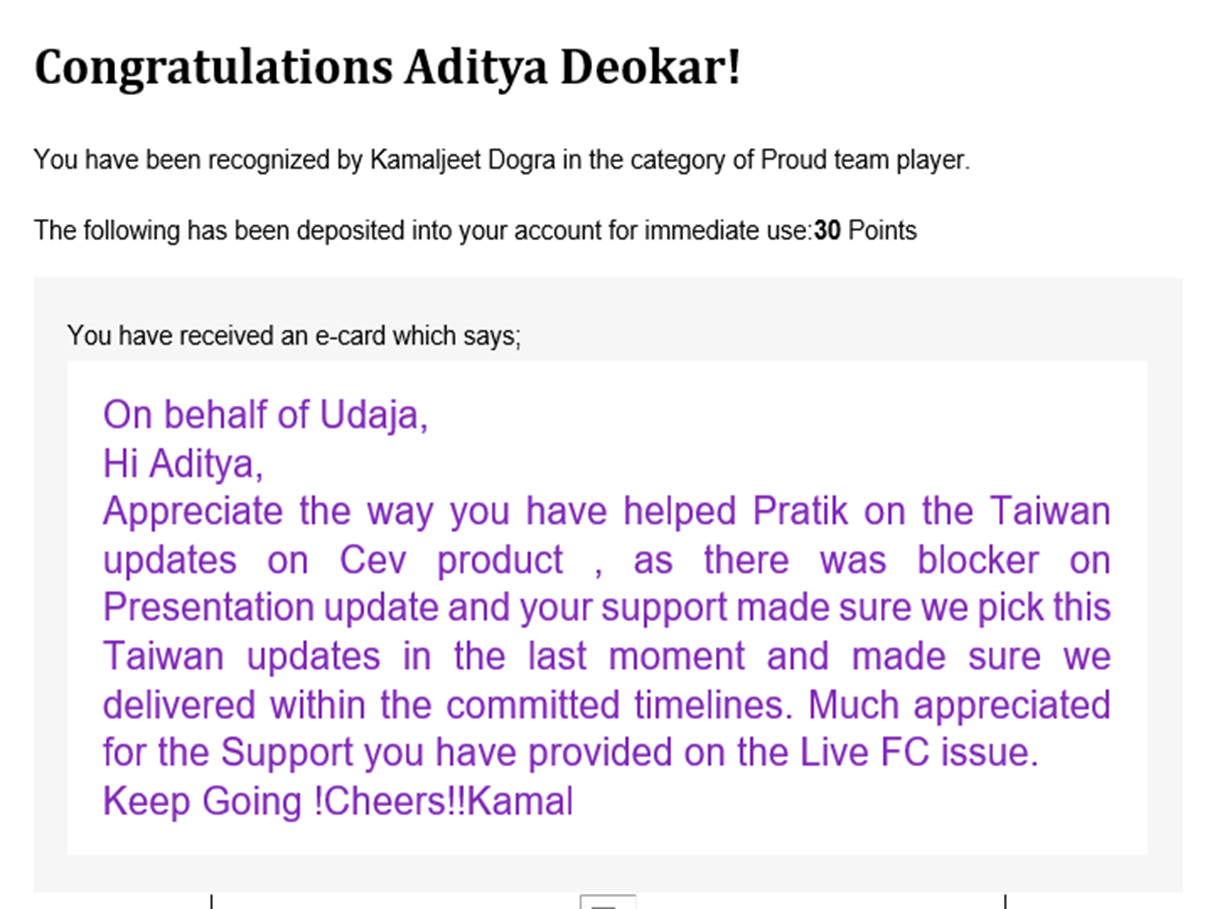 Congratulations Aditya Deokar!
You have been recognized by Kamaljeet Dogra in the category of Proud team player.
The following has been deposited into your account for immediate use:30 Points
You have received an e-card which says;
On behalf of Udaja,
Hi Aditya,
Appreciate the way you have helped Pratik on the Taiwan
updates on Cev product , as there was blocker on
Presentation update and your support made sure we pick this
Taiwan updates in the last moment and made sure we
delivered within the committed timelines. Much appreciated
for the Support you have provided on the Live FC issue.
Keep Going !Cheers!!Kamal